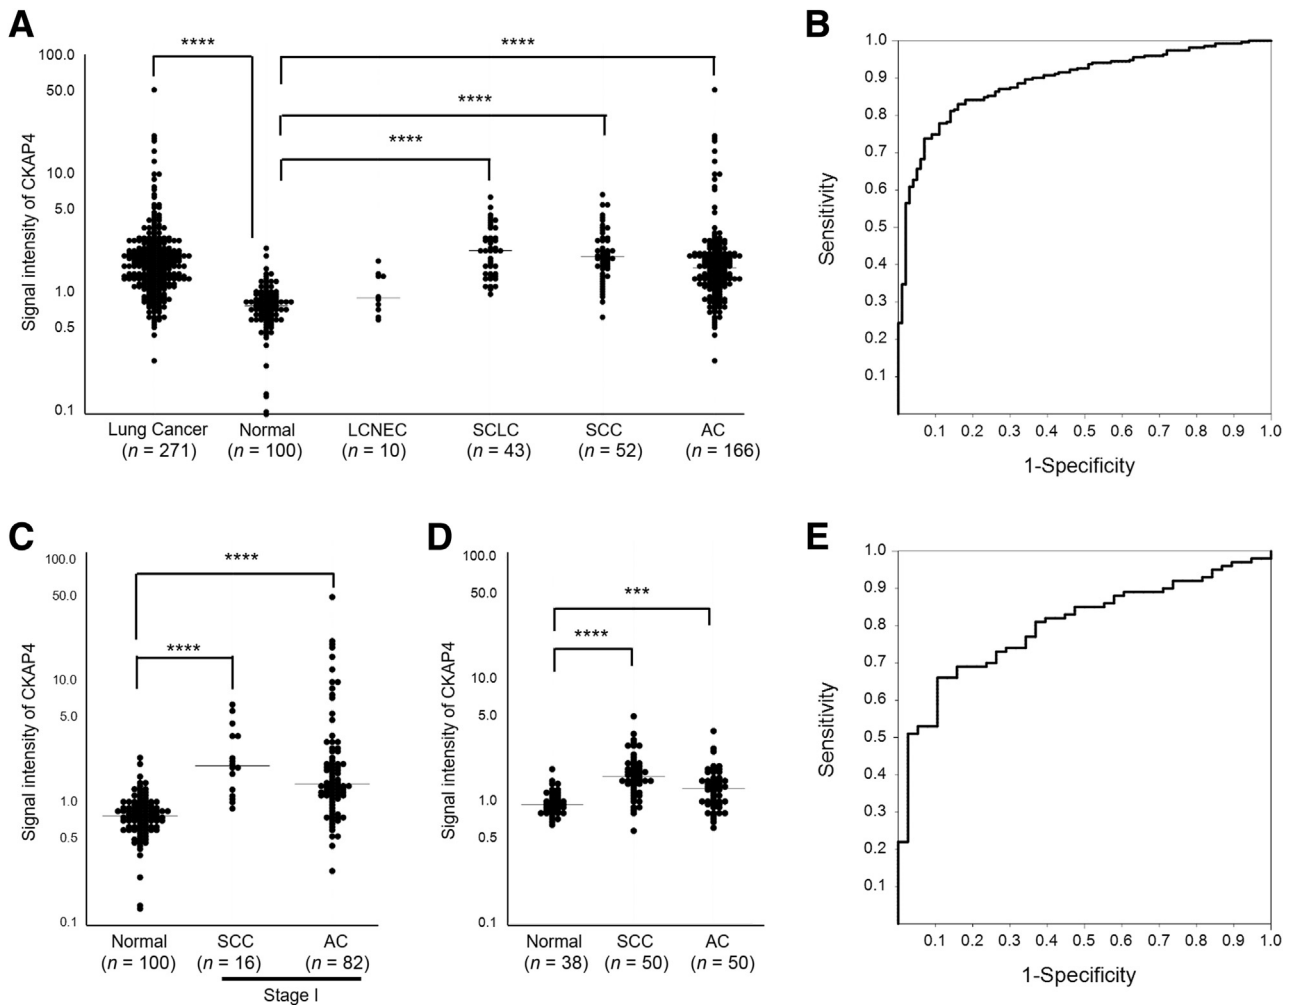 A
****
****
****
****
Signal intensity of CKAP4
100.0
50.0
10.0
5.0
1.0
0.5
0.1
Lung Cancer Normal LCNEC SCLC SCC AC
(n = 271) (n = 100) (n = 10) (n = 43) (n = 52) (n = 166)
B
Sensitivity
1.0
0.9
0.8
0.7
0.6
0.5
0.4
0.3
0.2
0.1
0.1 0.2 0.3 0.4 0.5 0.6 0.7 0.8 0.9 1.0
1-Specificity
C
****
****
Signal intensity of CKAP4
100.0
50.0
10.0
5.0
1.0
0.5
0.1
Normal SCC AC
(n = 100) (n = 16) (n = 82)
Stage I
D
***
****
Signal intensity of CKAP4
100.0
50.0
10.0
5.0
1.0
0.5
0.1
Normal SCC AC
(n = 38) (n = 50) (n = 50)
E
Sensitivity
1.0
0.9
0.8
0.7
0.6
0.5
0.4
0.3
0.2
0.1
0.1 0.2 0.3 0.4 0.5 0.6 0.7 0.8 0.9 1.0
1-Specificity